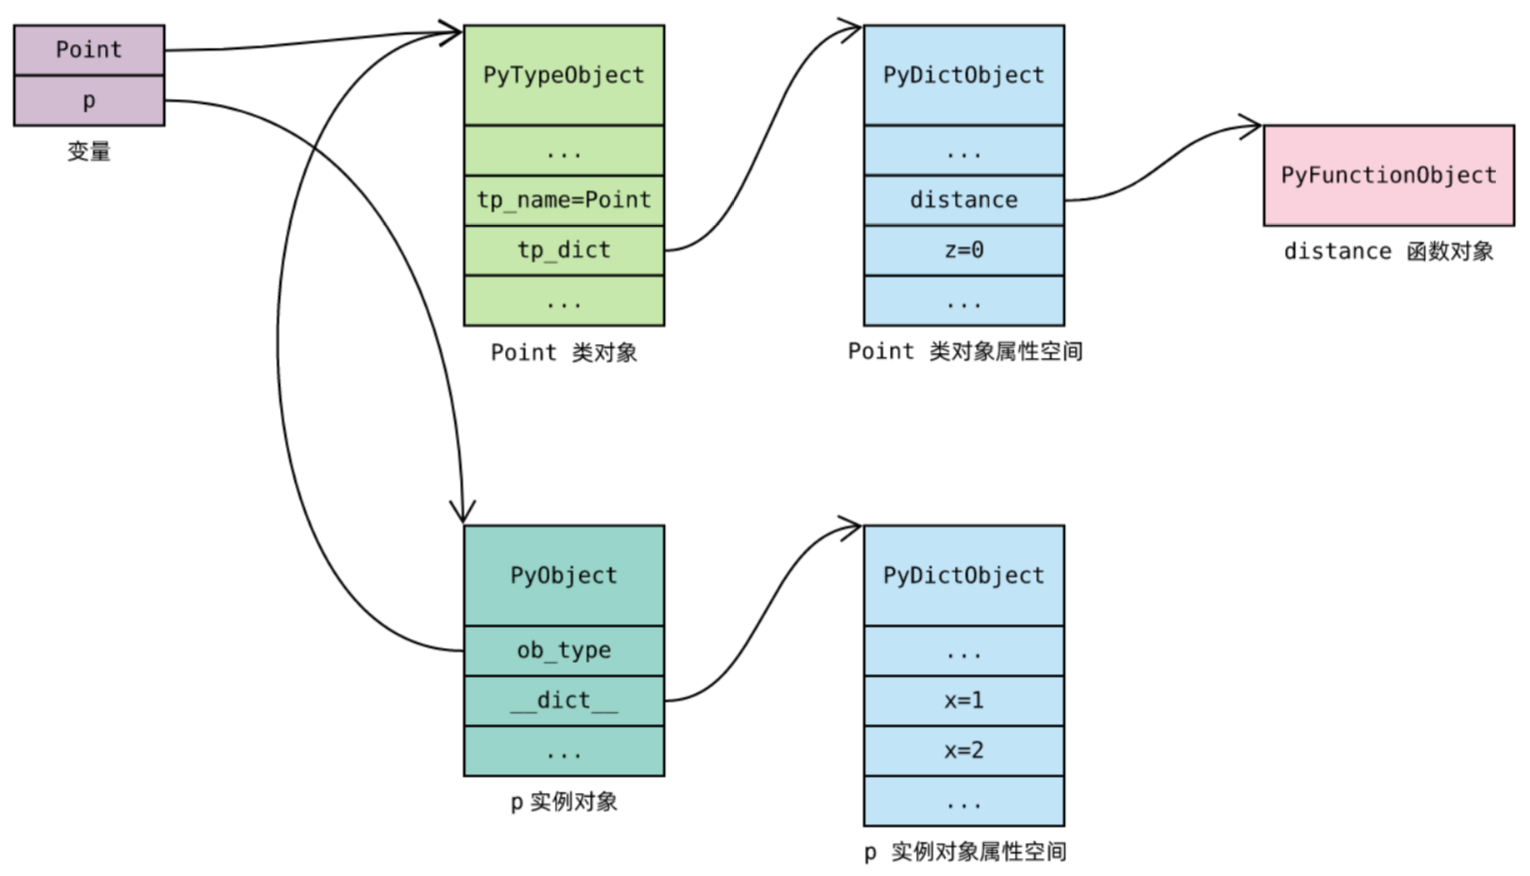 Point
p
变量
PyTypeObject
...
tp_name=Point
tp_dict
...
Point 类对象
PyDictObject
...
distance
z=0
...
Point 类对象属性空间
PyFunctionObject
distance 函数对象
PyObject
ob_type
__dict__
...
p 实例对象
PyDictObject
...
x=1
x=2
...
p 实例对象属性空间